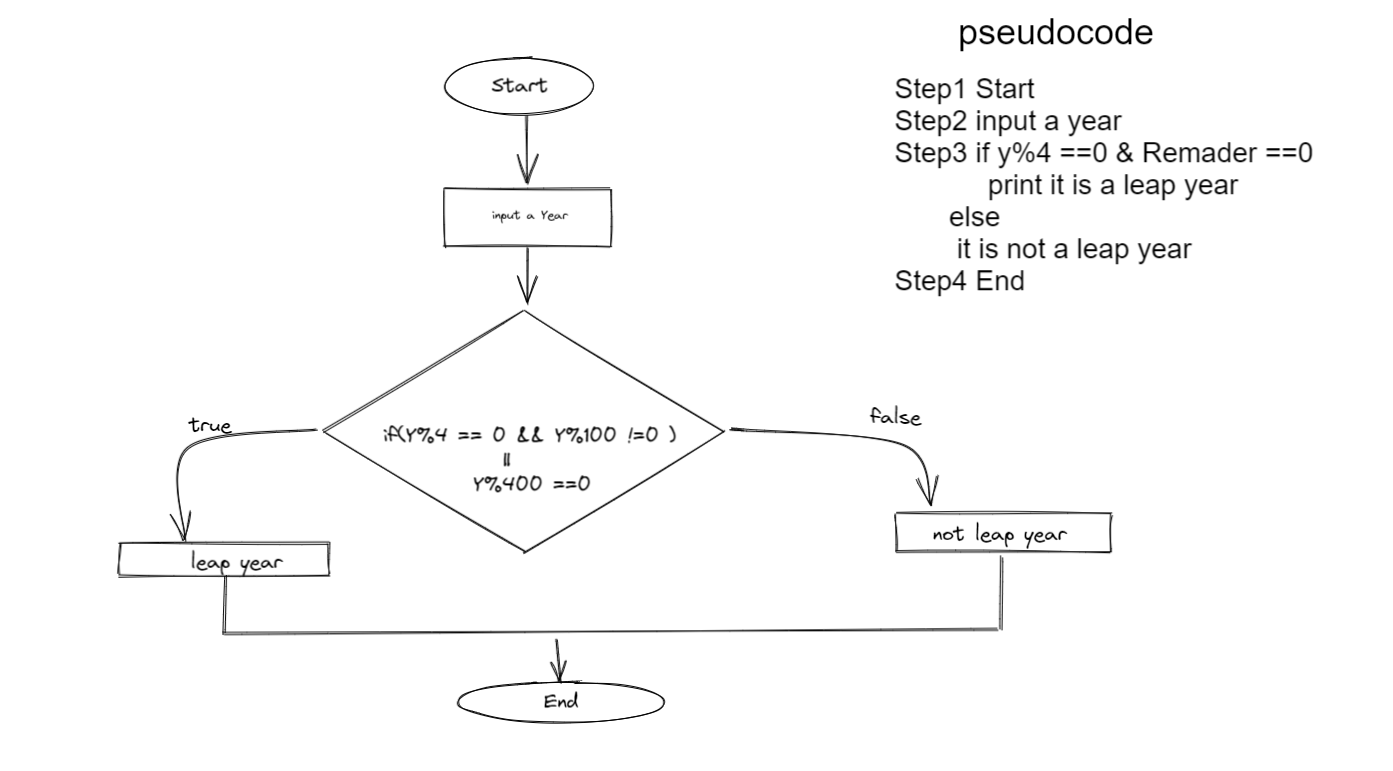 pseudocode
Step1 Start
Step2 input a year
Step3 if y%4 ==0 & Remader ==0
print it is a leap year
else
it is not a leap year
Step4 End
Start
input a Year
if(Y%4 == 0 && Y%100 !=0 )
||
Y%400 ==0
true
false
leap year
not leap year
End